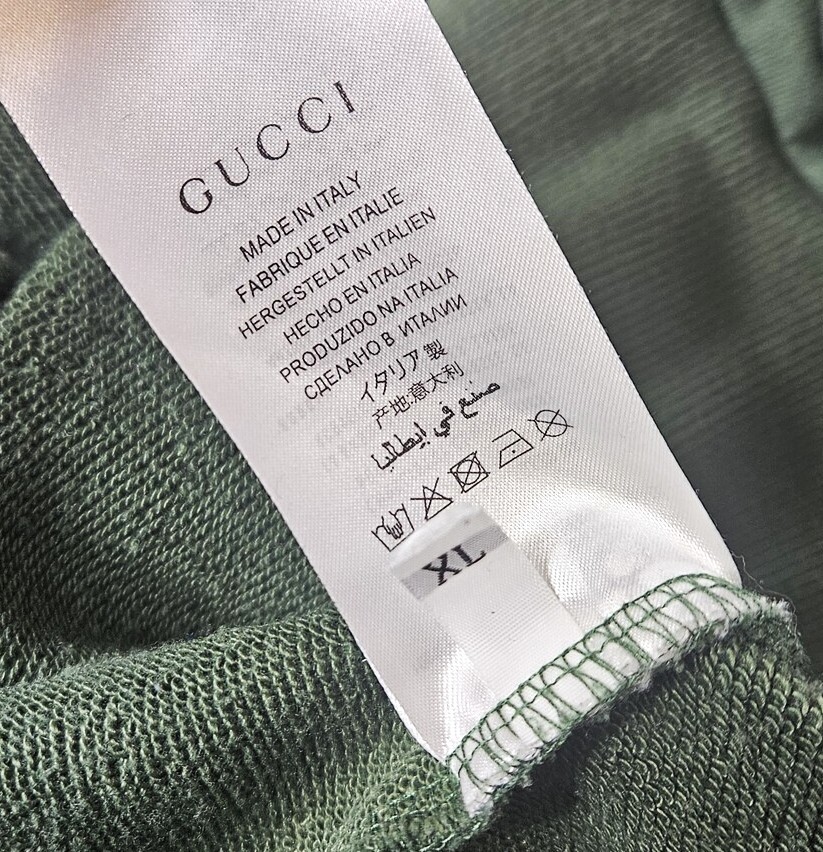 GUCCI
MADE IN ITALY
FABRIQUE EN ITALIE
HERGESTELLT IN ITALIEN
HECHO EN ITALIA
PRODUZIDO NA ITALIA
СДЕЛАНО В ИТАЛИИ
イタリア製
产地:意大利
صنع في إيطاليا
XL